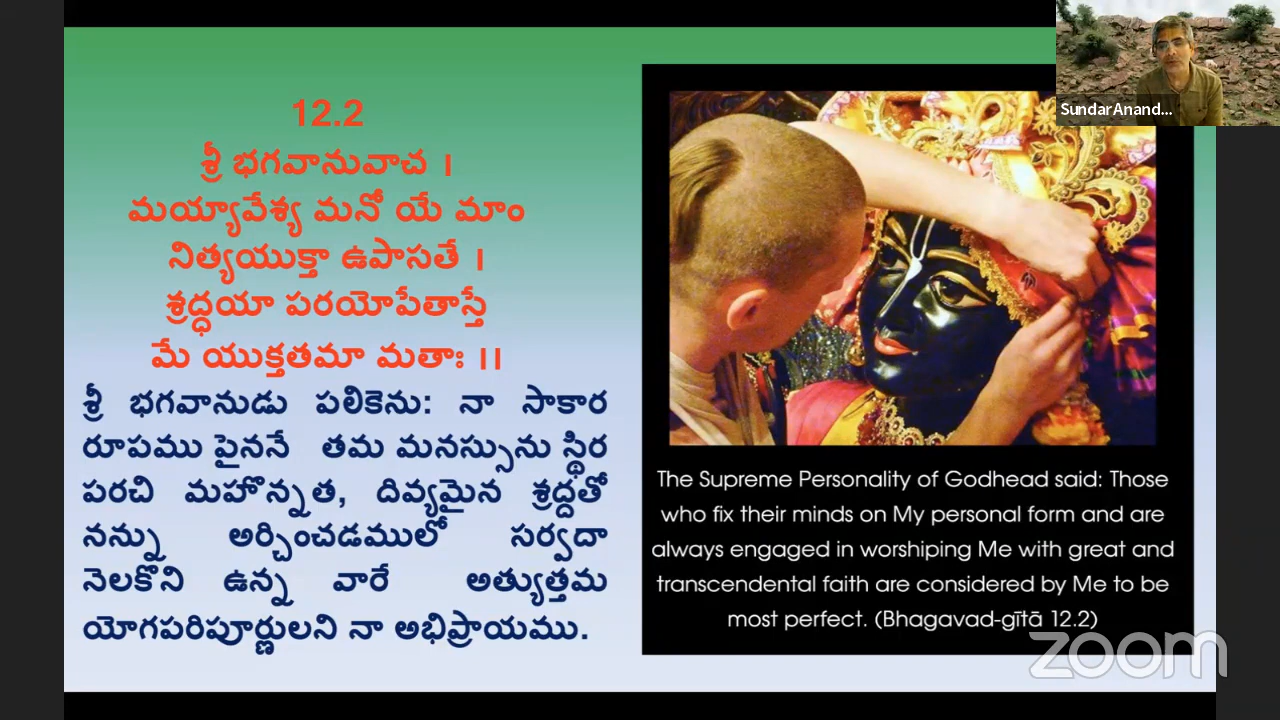 12.2
శ్రీ భగవానువాచ ।
మయ్యావేశ్య మనో యే మాం
నిత్యయుక్తా ఉపాసతే ।
శ్రద్ధయా పరయోపేతాస్తే
మే యుక్తతమా మతాః ।।
శ్రీ భగవానుడు పలికెను: నా సాకార
రూపము పైననే తమ మనస్సును స్థిర
పరచి మహొన్నత, దివ్యమైన శ్రద్దతో
నన్ను అర్చించడములో సర్వదా
నెలకొని ఉన్న వారే అత్యుత్తమ
యోగపరిపూర్ణులని నా అభిప్రాయము.
The Supreme Personality of Godhead said: Those
who fix their minds on My personal form and are
always engaged in worshiping Me with great and
transcendental faith are considered by Me to be
most perfect. (Bhagavad-gītā 12.2)
SundarAnand...
zoom